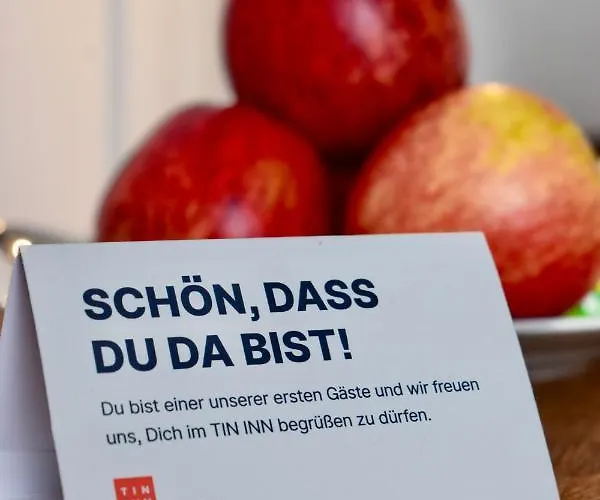 SCHÖN, DASS
DU DA BIST!
Du bist einer unserer ersten Gäste und wir freuen
uns, Dich im TIN INN begrüßen zu dürfen.
TIN